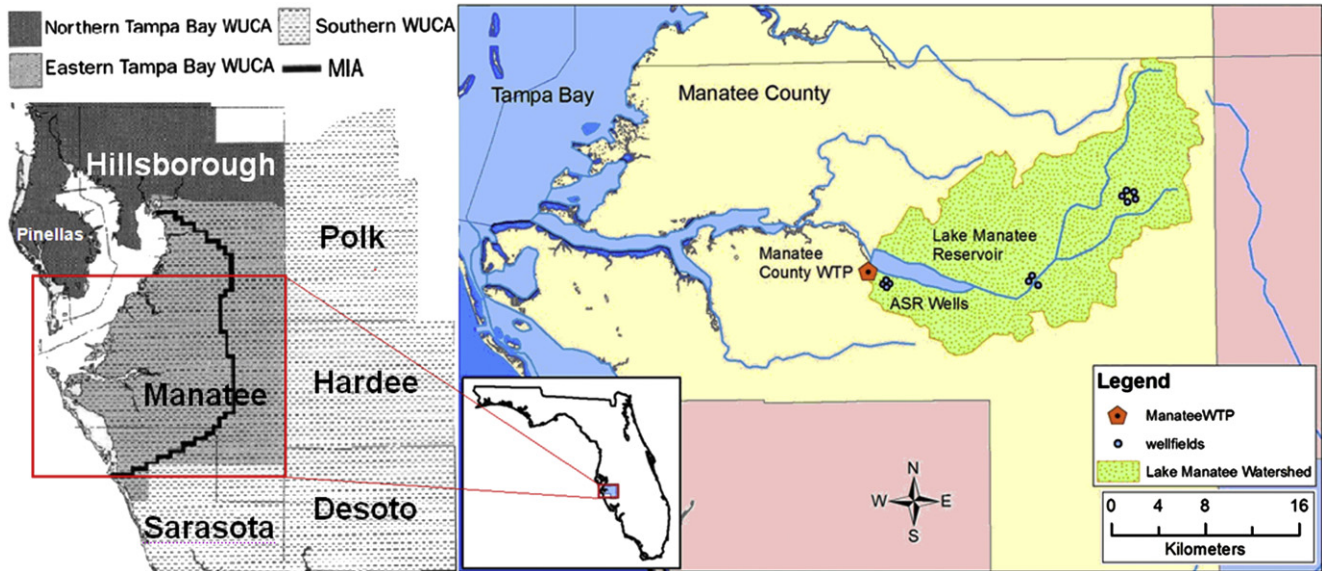 Northern Tampa Bay WUCA
Southern WUCA
Eastern Tampa Bay WUCA
MIA
Hillsborough
Pinellas
Polk
Manatee
Hardee
Sarasota
Desoto
Tampa Bay
Manatee County
Lake Manatee
Reservoir
Manatee
County WTP
ASR Wells
N
W
E
S
Legend
ManateeWTP
wellfields
Lake Manatee Watershed
0 4 8 16
Kilometers